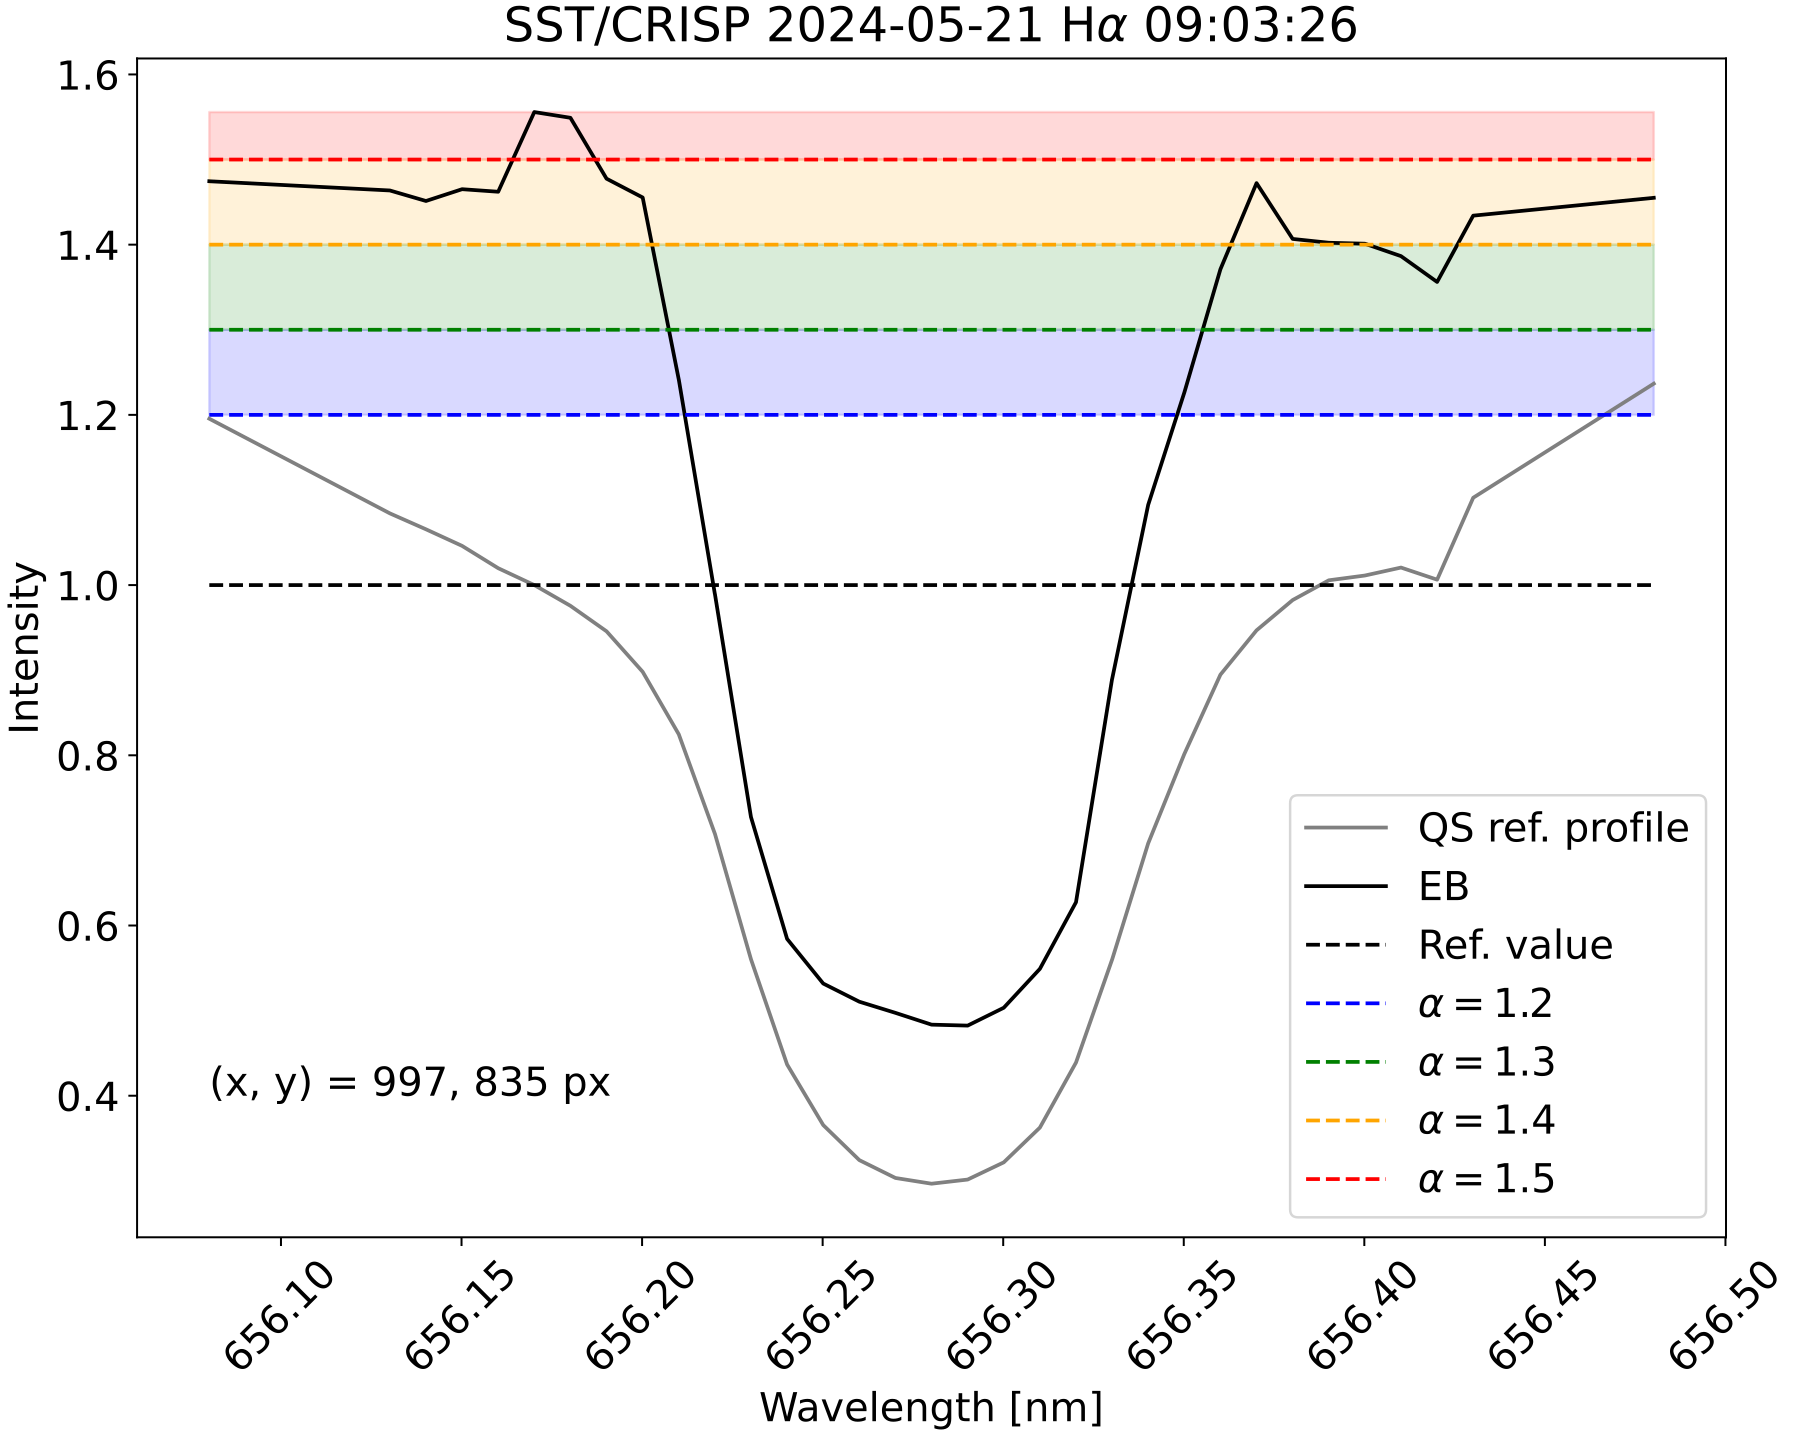 SST/CRISP 2024-05-21 Hα 09:03:26
1.6
1.4
1.2
1.0
0.8
0.6
0.4
Intensity
(x, y) = 997, 835 px
QS ref. profile
EB
Ref. value
α = 1.2
α = 1.3
α = 1.4
α = 1.5
656.10
656.15
656.20
656.25
656.30
656.35
656.40
656.45
656.50
Wavelength [nm]